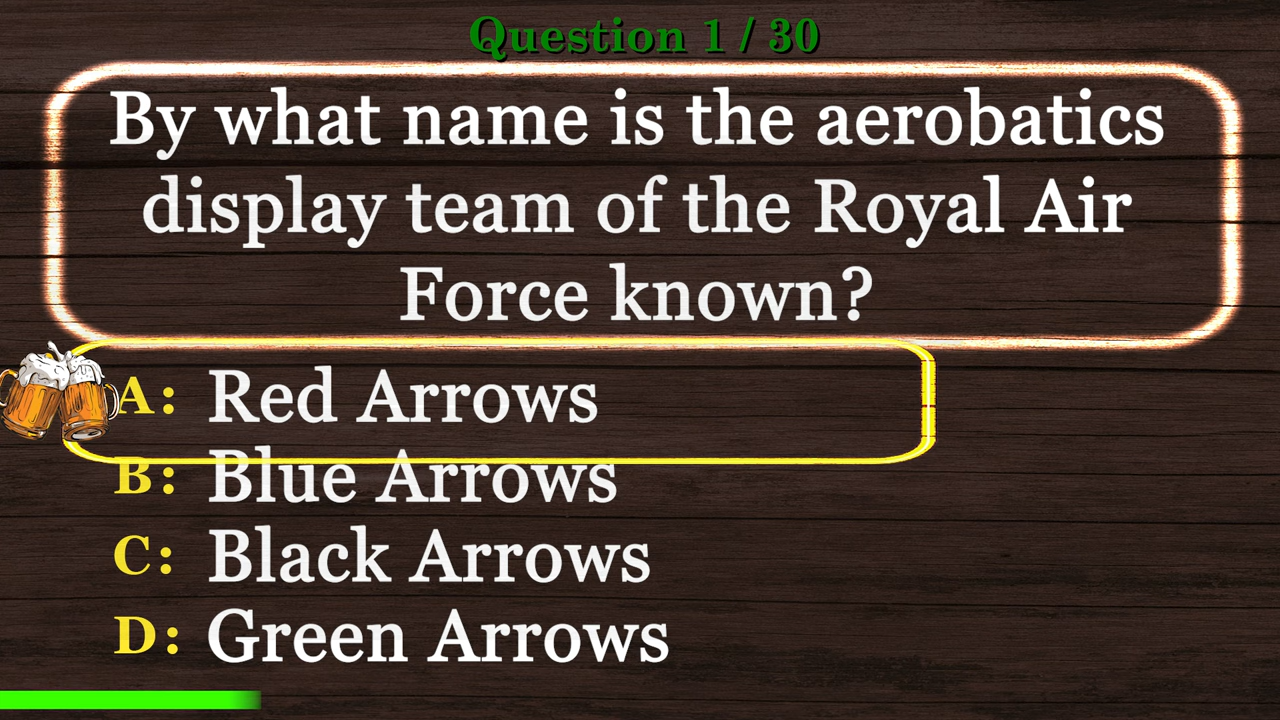 Question 1 / 30
By what name is the aerobatics
display team of the Royal Air
Force known?
A: Red Arrows
B: Blue Arrows
C: Black Arrows
D: Green Arrows